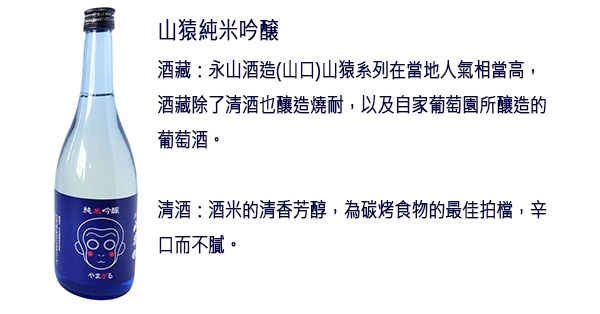 山猿純米吟醸
酒藏：永山酒造(山口)山猿系列在當地人氣相當高，
酒藏除了清酒也釀造燒耐，以及自家葡萄園所釀造的
葡萄酒。
清酒：酒米的清香芳醇，為碳烤食物的最佳拍檔，辛
口而不膩。
純米吟醸
やまざる